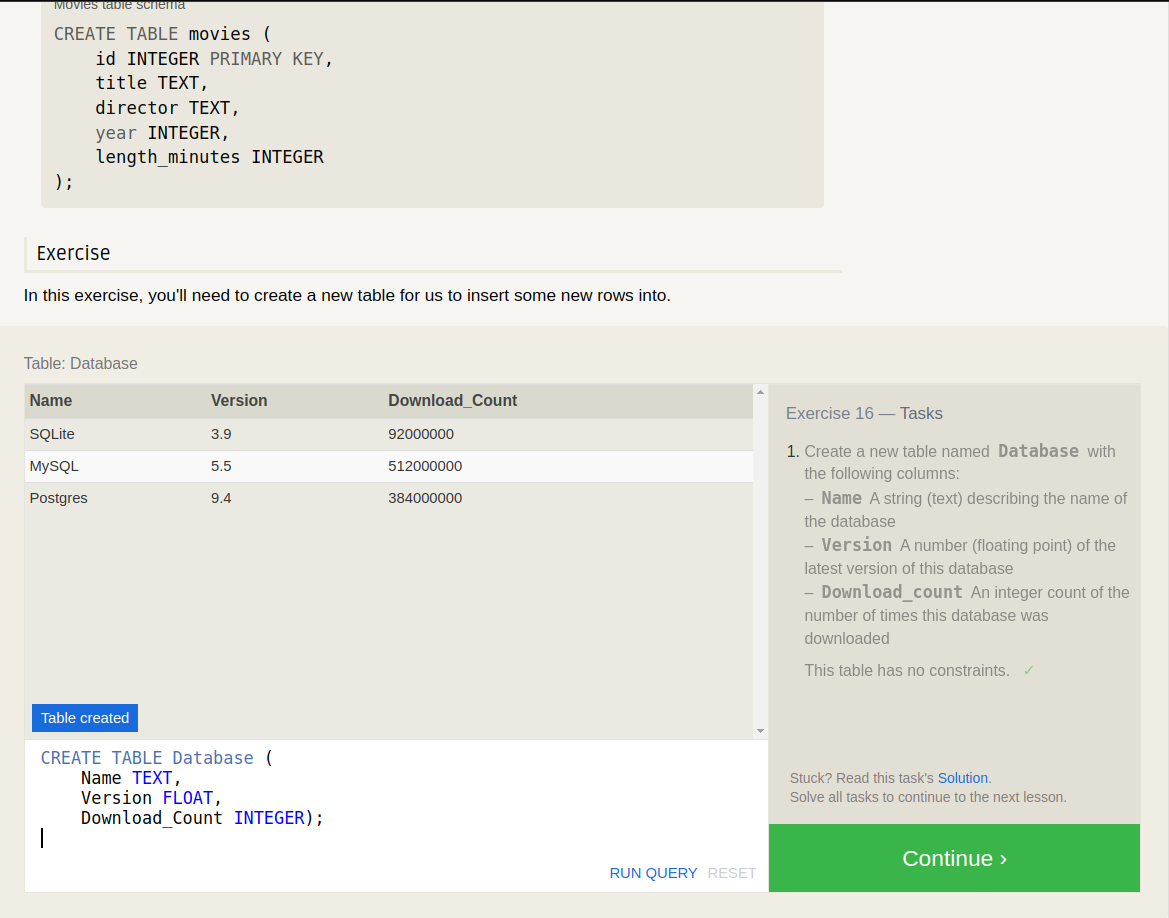 Movies table schema
CREATE TABLE movies (
    id INTEGER PRIMARY KEY,
    title TEXT,
    director TEXT,
    year INTEGER,
    length_minutes INTEGER
);
Exercise
In this exercise, you'll need to create a new table for us to insert some new rows into.
Table: Database
Name Version Download_Count
SQLite 3.9 92000000
MySQL 5.5 512000000
Postgres 9.4 384000000
Table created
CREATE TABLE Database (
    Name TEXT,
    Version FLOAT,
    Download_Count INTEGER);
RUN QUERY RESET
Exercise 16 — Tasks
1. Create a new table named Database with
the following columns:
– Name A string (text) describing the name of
the database
– Version A number (floating point) of the
latest version of this database
– Download_count An integer count of the
number of times this database was
downloaded
This table has no constraints. ✓
Stuck? Read this task's Solution.
Solve all tasks to continue to the next lesson.
Continue ›